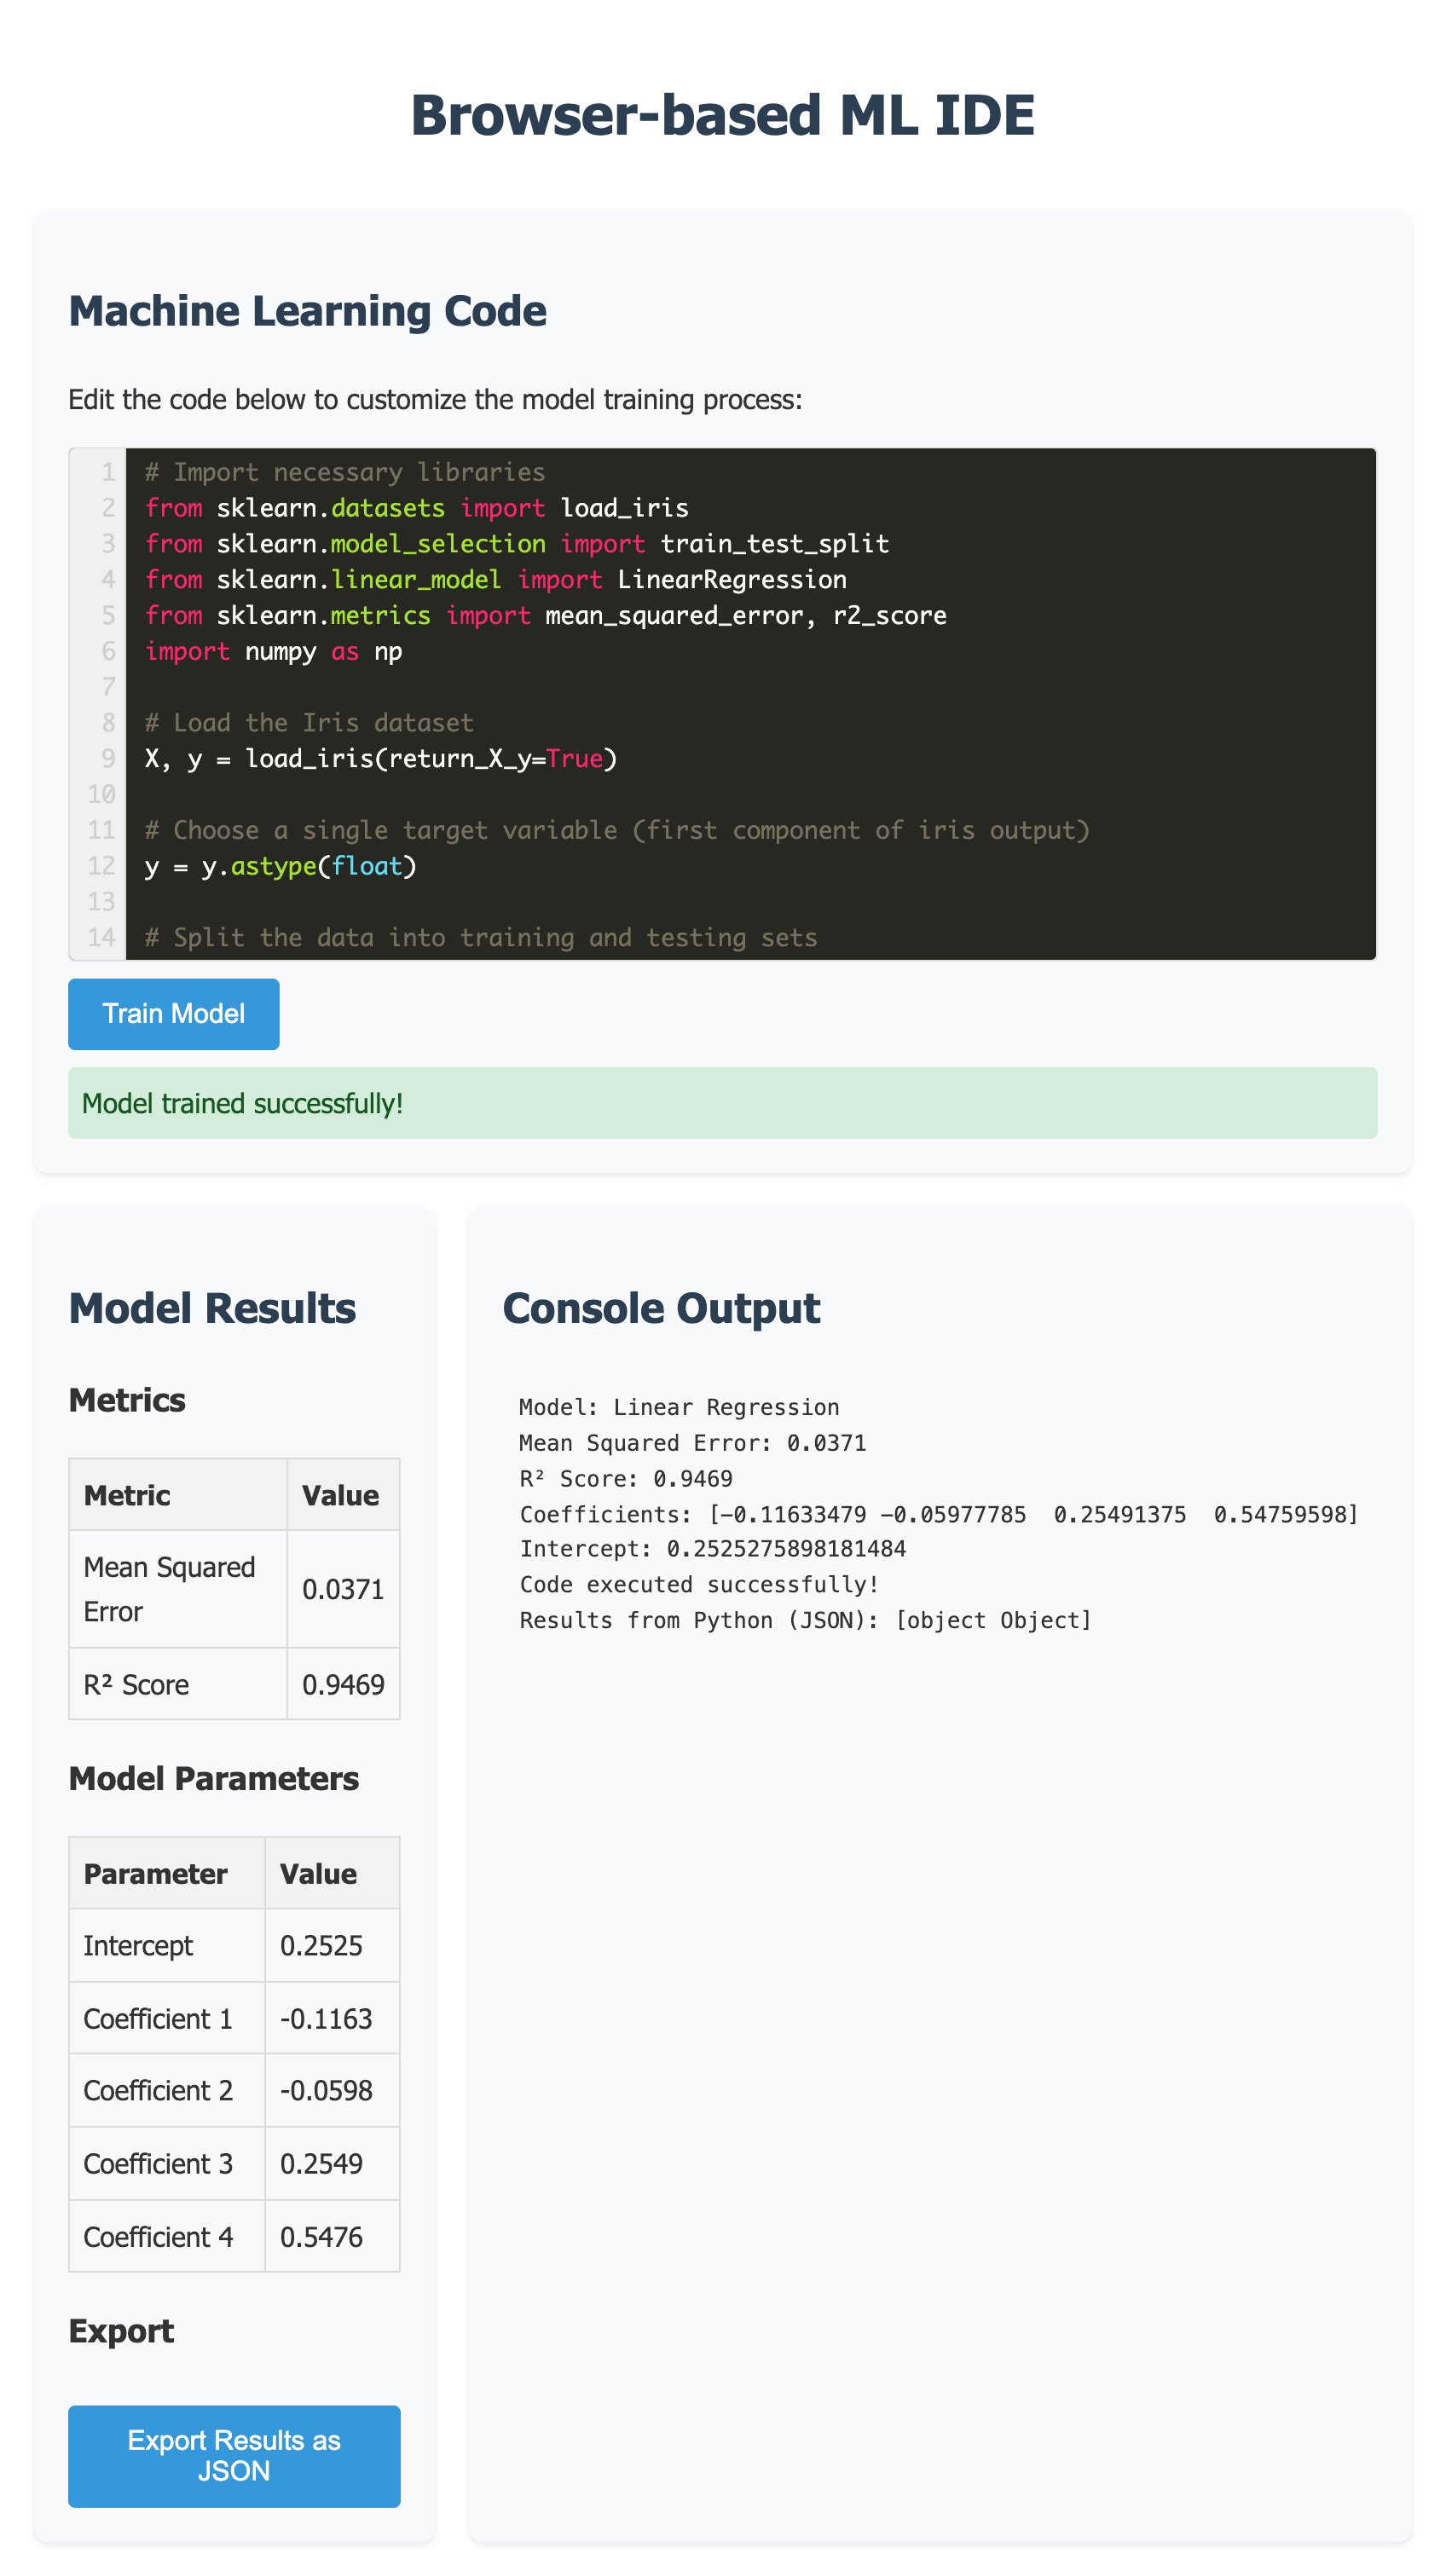 Browser-based ML IDE
Machine Learning Code
Edit the code below to customize the model training process:
1 # Import necessary libraries
2 from sklearn.datasets import load_iris
3 from sklearn.model_selection import train_test_split
4 from sklearn.linear_model import LinearRegression
5 from sklearn.metrics import mean_squared_error, r2_score
6 import numpy as np
7
8 # Load the Iris dataset
9 X, y = load_iris(return_X_y=True)
10
11 # Choose a single target variable (first component of iris output)
12 y = y.astype(float)
13
14 # Split the data into training and testing sets
Train Model
Model trained successfully!
Model Results
Metrics
Metric Value
Mean Squared
Error 0.0371
R² Score 0.9469
Model Parameters
Parameter Value
Intercept 0.2525
Coefficient 1 -0.1163
Coefficient 2 -0.0598
Coefficient 3 0.2549
Coefficient 4 0.5476
Export
Export Results as
JSON
Console Output
Model: Linear Regression
Mean Squared Error: 0.0371
R² Score: 0.9469
Coefficients: [-0.11633479 -0.05977785  0.25491375  0.54759598]
Intercept: 0.2525275898181484
Code executed successfully!
Results from Python (JSON): [object Object]